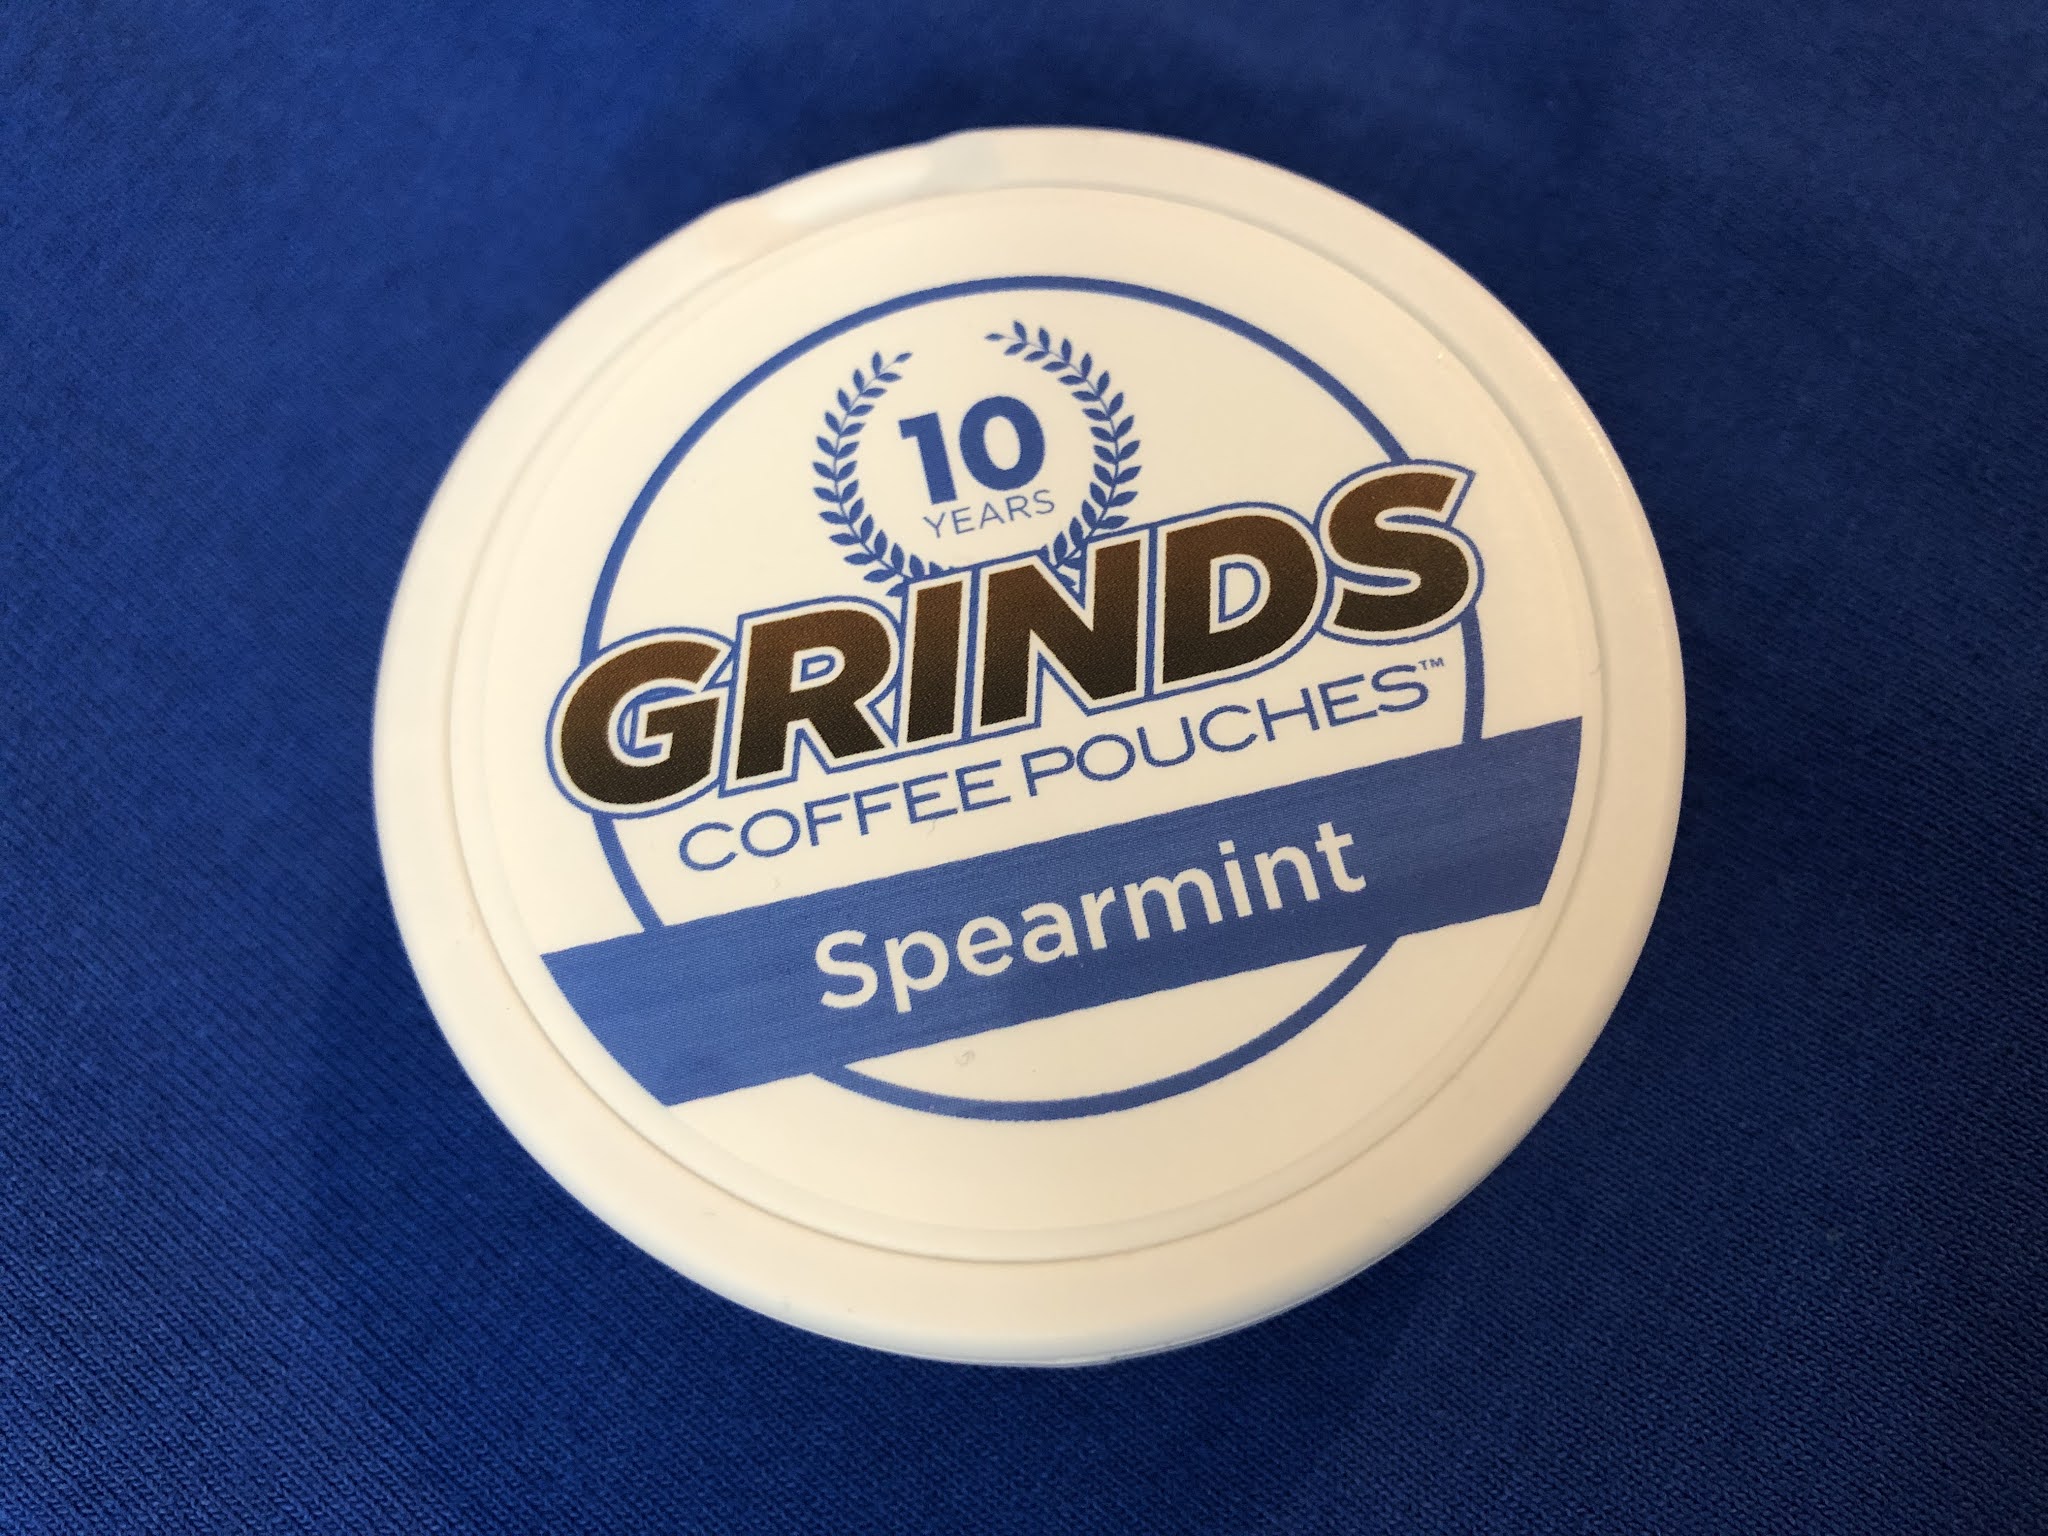 10
YEARS
GRINDS
COFFEE POUCHES™
Spearmint